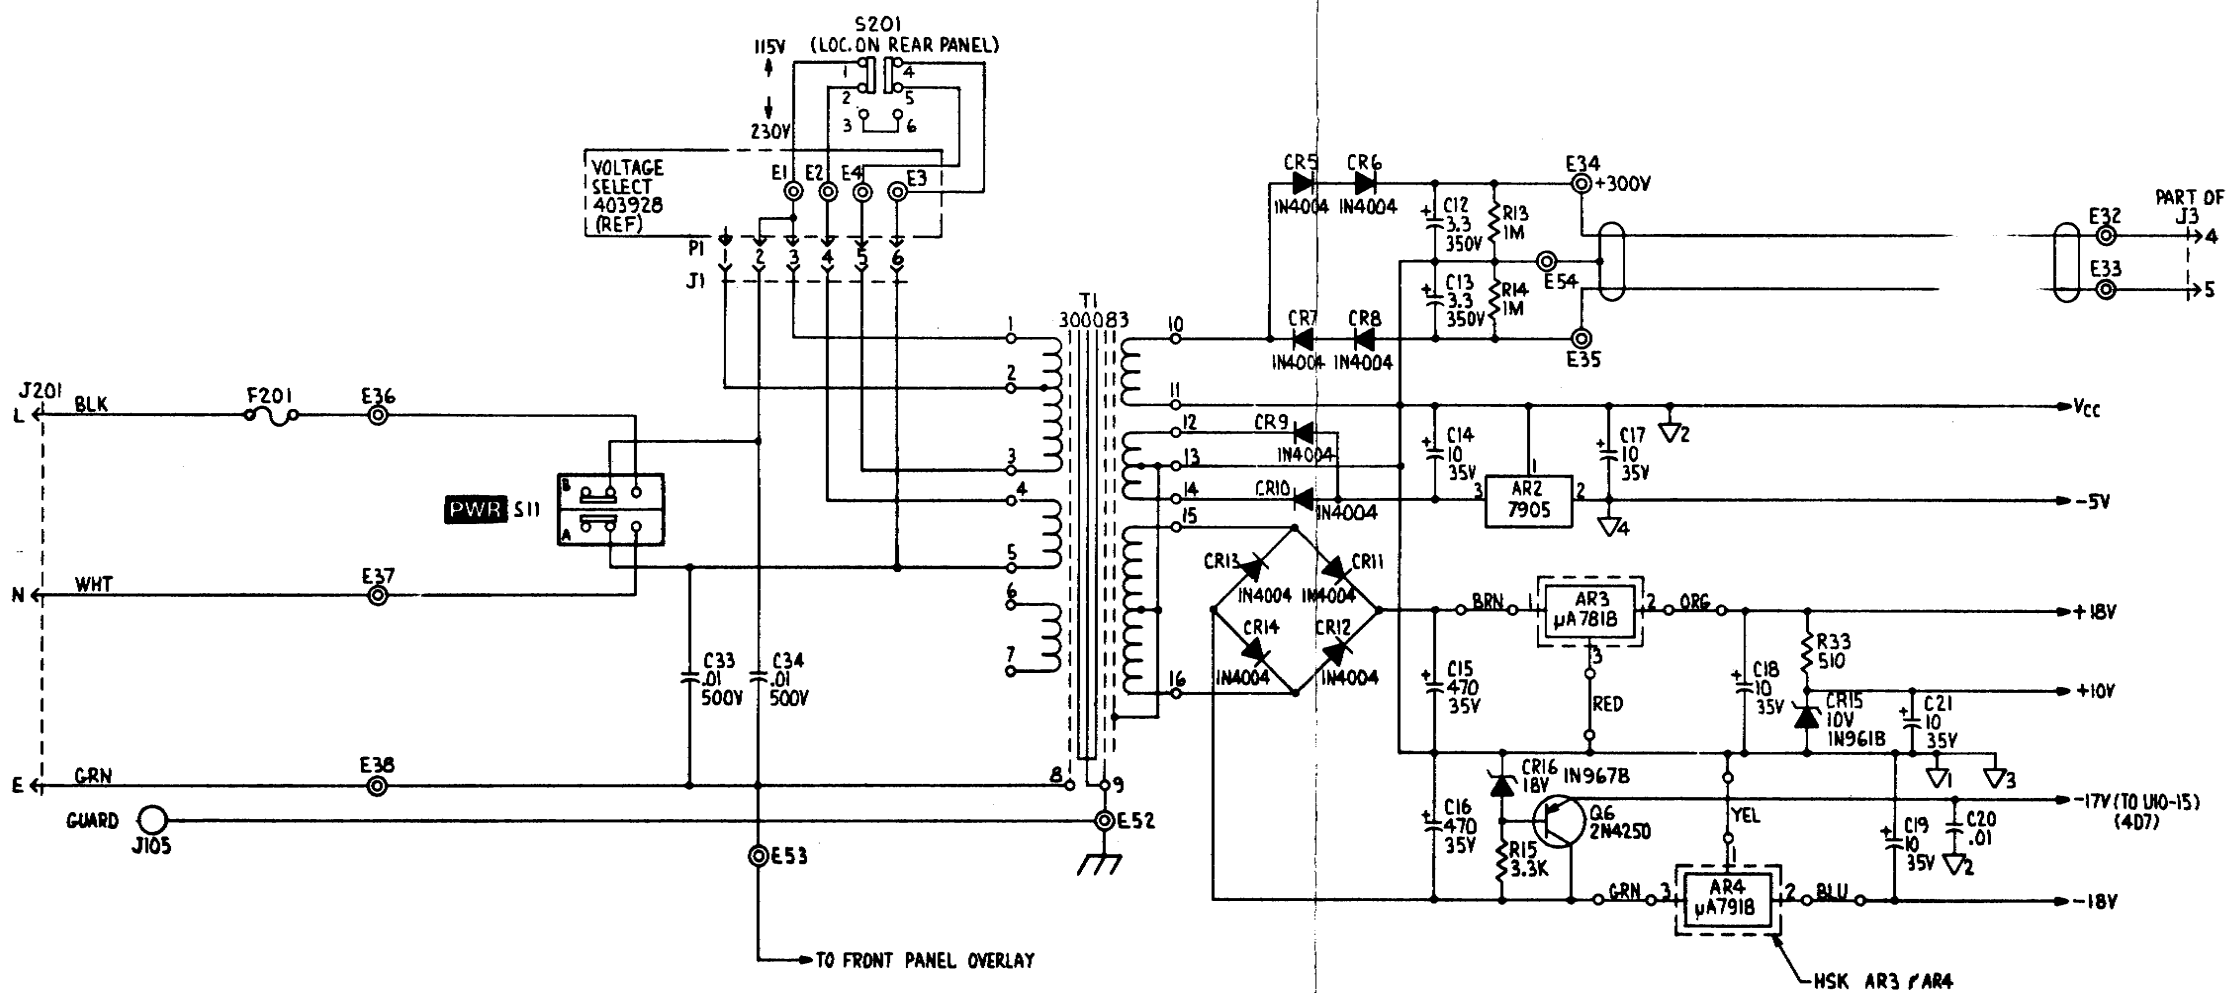 S201
(LOC. ON REAR PANEL)
115V
230V
1
2
3
4
5
6
VOLTAGE
SELECT
403928
(REF)
E1
E2
E4
E3
P1
J1
1
2
3
4
5
6
T1
300083
1
2
3
4
5
6
7
8
9
10
11
12
13
14
15
16
J201
L
BLK
F201
E36
PWR
S11
B
A
N
WHT
E37
C33
.01
500V
C34
.01
500V
E
GRN
E38
GUARD
J105
E52
E53
TO FRONT PANEL OVERLAY
CR5
1N4004
CR6
1N4004
CR7
1N4004
CR8
1N4004
C12
3.3
350V
R13
1M
C13
3.3
350V
R14
1M
E34
+300V
E54
E35
E32
E33
PART OF
J3
4
5
CR9
1N4004
CR10
1N4004
C14
10
35V
1
3
AR2
7905
2
C17
10
35V
2
4
VCC
-5V
CR13
1N4004
CR11
1N4004
CR14
1N4004
CR12
1N4004
C15
470
35V
BRN
1
AR3
µA7818
2
3
ORG
RED
C18
10
35V
R33
510
CR15
10V
1N961B
C21
10
35V
+18V
+10V
1
3
CR16
18V
1N967B
C16
470
35V
R15
3.3K
Q6
2N4250
YEL
C19
10
35V
C20
.01
2
-17V (TO U10-15)
(4D7)
GRN
3
1
AR4
µA7918
2
BLU
-18V
HSK AR3 / AR4